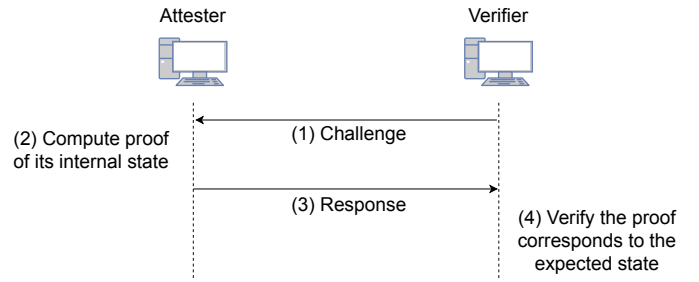 Attester
Verifier
(1) Challenge
(2) Compute proof
of its internal state
(3) Response
(4) Verify the proof
corresponds to the
expected state